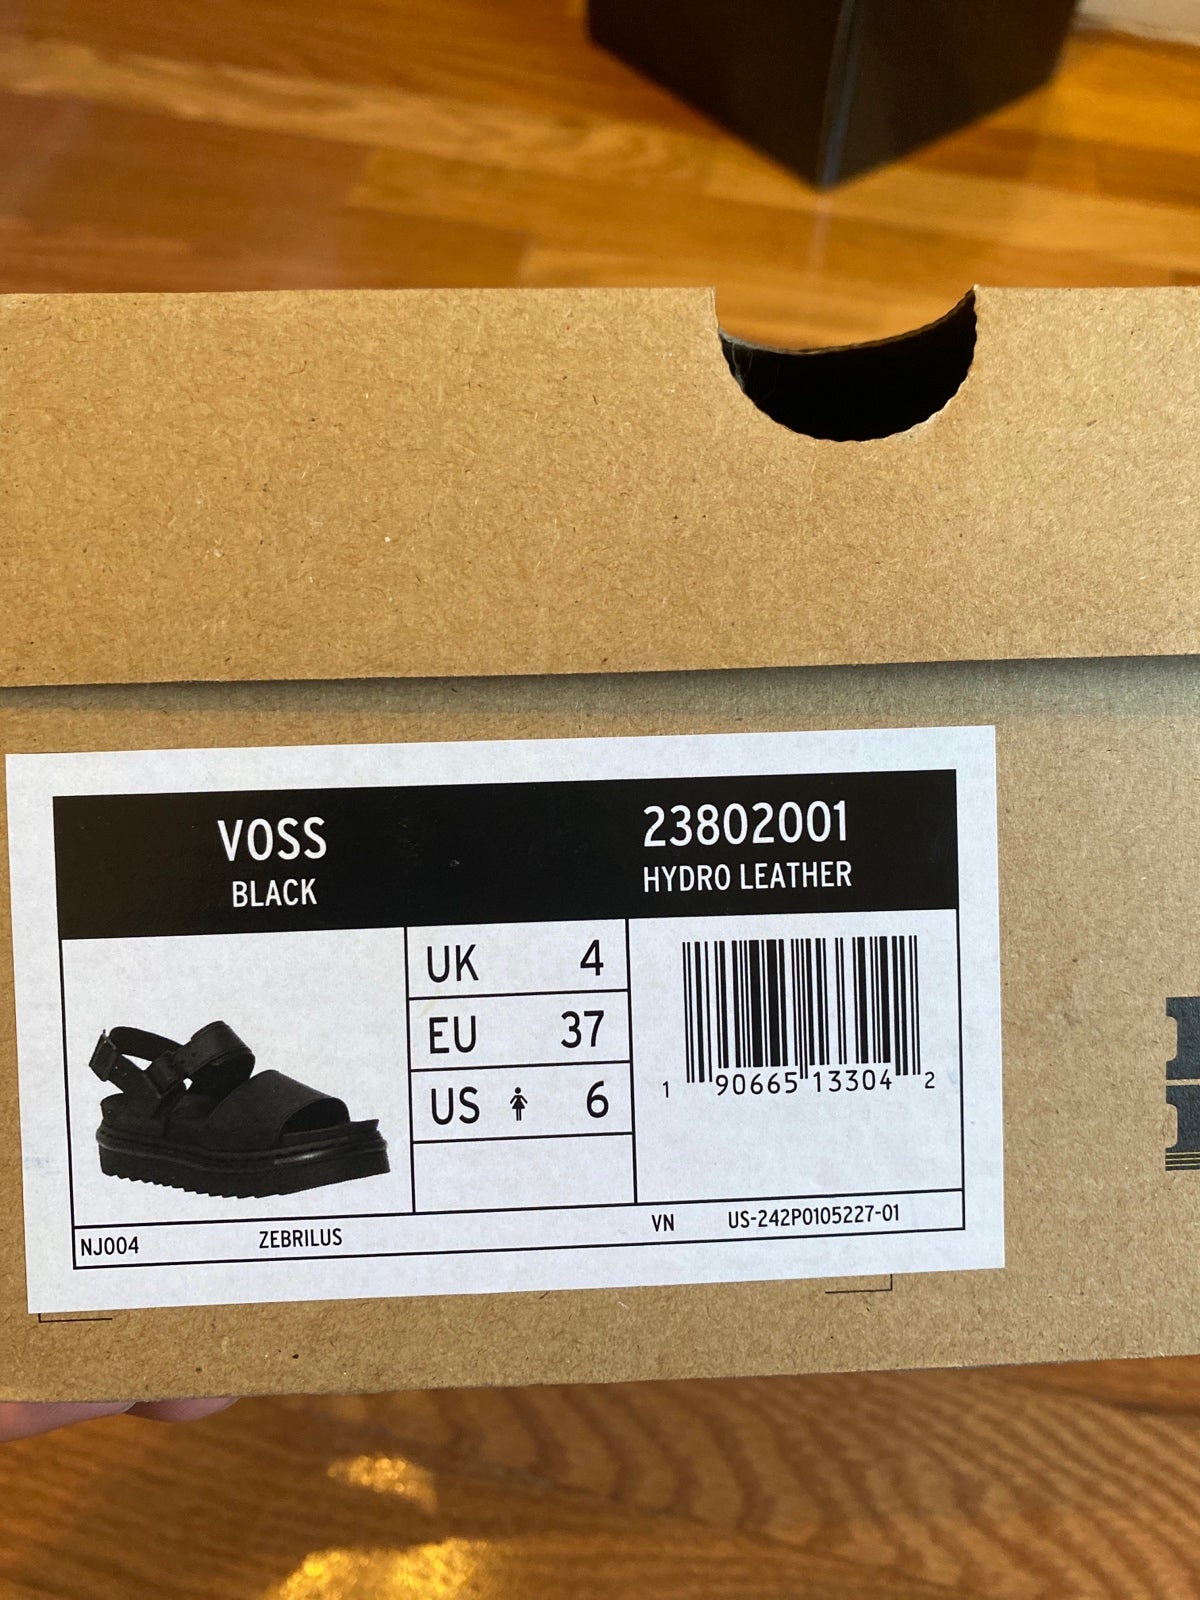 VOSS
BLACK
23802001
HYDRO LEATHER
UK 4
EU 37
US 6
1 90665 13304 2
NJ004 ZEBRILUS VN US-242P0105227-01